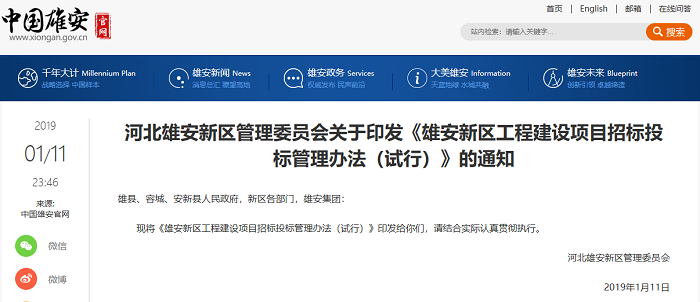 首页 | English | 邮箱 | 在线问答
中国雄安 官网
www.xiongan.gov.cn
站内检索: 请输入关键字... 搜索
千年大计 Millennium Plan
战略选择 中国样本
雄安新闻 News
消息总汇 瞭望高地
雄安政务 Services
权威发布 民声前沿
大美雄安 Information
天蓝地绿 水城共融
雄安未来 Blueprint
创新引领 卓越缔造
2019
01/11
23:46
来源:
中国雄安官网
微信
微博
河北雄安新区管理委员会关于印发《雄安新区工程建设项目招标投
标管理办法（试行）》的通知
雄县、容城、安新县人民政府，新区各部门，雄安集团：
现将《雄安新区工程建设项目招标投标管理办法（试行）》印发给你们，请结合实际认真贯彻执行。
河北雄安新区管理委员会
2019年1月11日